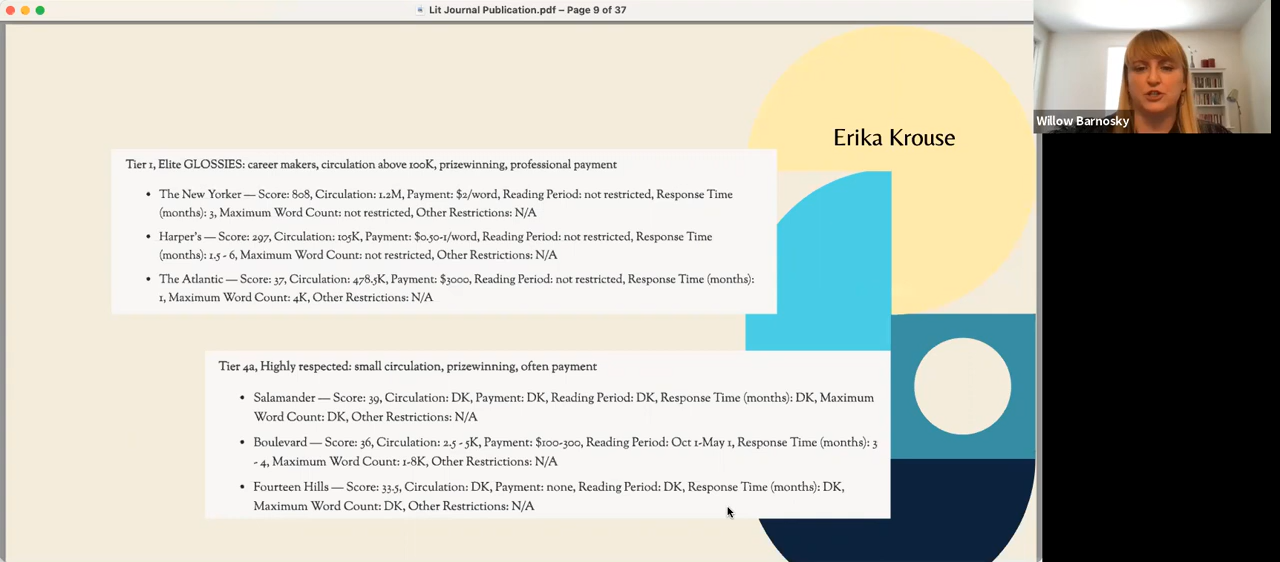 Lit Journal Publication.pdf – Page 9 of 37
Willow Barnosky
Erika Krouse
Tier 1, Elite GLOSSIES: career makers, circulation above 100K, prizewinning, professional payment
• The New Yorker — Score: 808, Circulation: 1.2M, Payment: $2/word, Reading Period: not restricted, Response Time
(months): 3, Maximum Word Count: not restricted, Other Restrictions: N/A
• Harper's — Score: 297, Circulation: 105K, Payment: $0.50-1/word, Reading Period: not restricted, Response Time
(months): 1.5 - 6, Maximum Word Count: not restricted, Other Restrictions: N/A
• The Atlantic — Score: 37, Circulation: 478.5K, Payment: $3000, Reading Period: not restricted, Response Time (months):
1, Maximum Word Count: 4K, Other Restrictions: N/A
Tier 4a, Highly respected: small circulation, prizewinning, often payment
• Salamander — Score: 39, Circulation: DK, Payment: DK, Reading Period: DK, Response Time (months): DK, Maximum
Word Count: DK, Other Restrictions: N/A
• Boulevard — Score: 36, Circulation: 2.5 - 5K, Payment: $100-300, Reading Period: Oct 1-May 1, Response Time (months): 3
- 4, Maximum Word Count: 1-8K, Other Restrictions: N/A
• Fourteen Hills — Score: 33.5, Circulation: DK, Payment: none, Reading Period: DK, Response Time (months): DK,
Maximum Word Count: DK, Other Restrictions: N/A